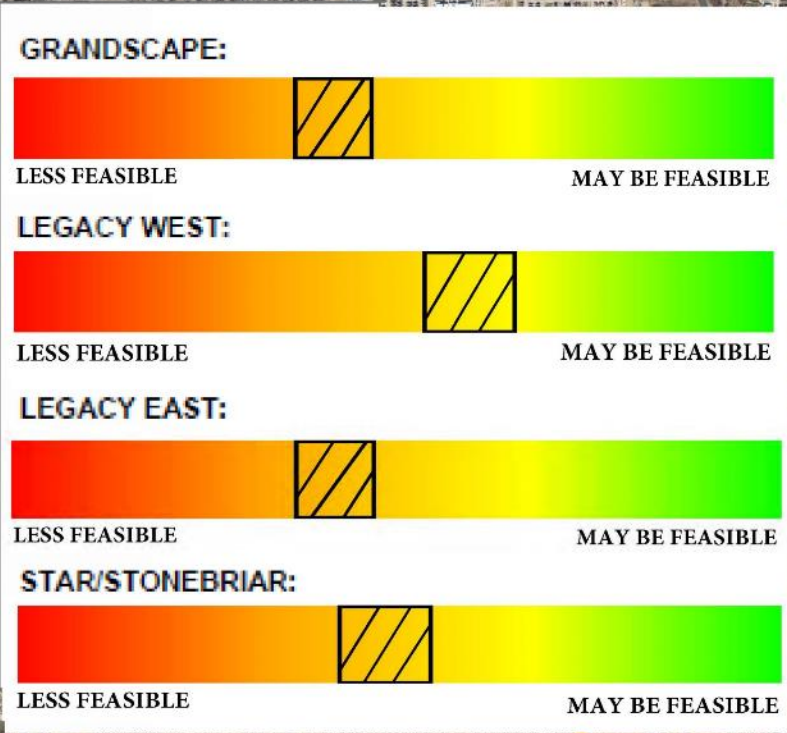 GRANDSCAPE:
LESS FEASIBLE MAY BE FEASIBLE
LEGACY WEST:
LESS FEASIBLE MAY BE FEASIBLE
LEGACY EAST:
LESS FEASIBLE MAY BE FEASIBLE
STAR/STONEBRIAR:
LESS FEASIBLE MAY BE FEASIBLE